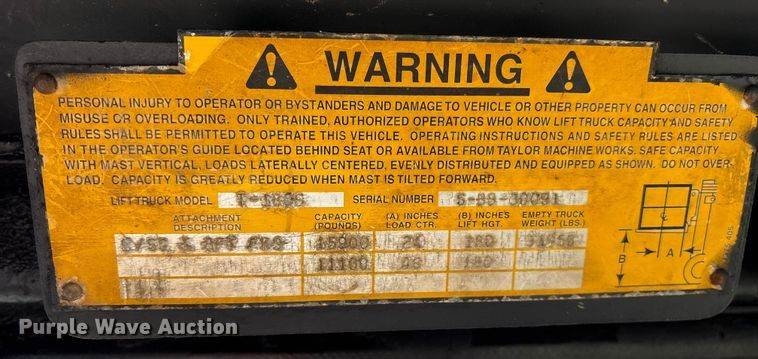 WARNING
PERSONAL INJURY TO OPERATOR OR BYSTANDERS AND DAMAGE TO VEHICLE OR OTHER PROPERTY CAN OCCUR FROM
MISUSE OR OVERLOADING. ONLY TRAINED, AUTHORIZED OPERATORS WHO KNOW LIFT TRUCK CAPACITY AND SAFETY
RULES SHALL BE PERMITTED TO OPERATE THIS VEHICLE. OPERATING INSTRUCTIONS AND SAFETY RULES ARE LISTED
IN THE OPERATOR'S GUIDE LOCATED BEHIND SEAT OR AVAILABLE FROM TAYLOR MACHINE WORKS. SAFE CAPACITY
WITH MAST VERTICAL, LOADS LATERALLY CENTERED, EVENLY DISTRIBUTED AND EQUIPPED AS SHOWN. DO NOT OVER-
LOAD. CAPACITY IS GREATLY REDUCED WHEN MAST IS TILTED FORWARD.
LIFT TRUCK MODEL SERIAL NUMBER
ATTACHMENT DESCRIPTION CAPACITY (POUNDS) (A) INCHES LOAD CTR. (B) INCHES LIFT HGT. EMPTY TRUCK WEIGHT (LBS.)
11100
A
B
Purple Wave Auction